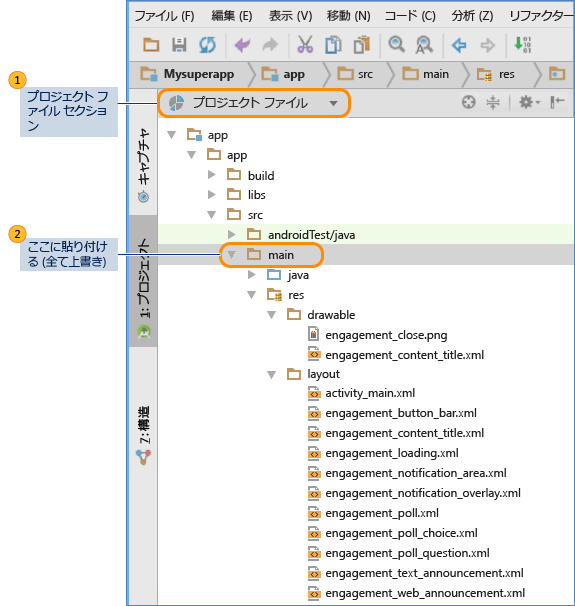 ファイル (F) 編集 (E) 表示 (V) 移動 (N) コード (C) 分析 (Z) リファクター
Mysuperapp app src main res
1
プロジェクト フ
ァイル セクショ
ン
プロジェクト ファイル
キャプチャ
1: プロジェクト
Z: 構造
app
app
build
libs
src
androidTest/java
2
ここに貼り付け
る (全て上書き)
main
java
res
drawable
engagement_close.png
engagement_content_title.xml
layout
activity_main.xml
engagement_button_bar.xml
engagement_content_title.xml
engagement_loading.xml
engagement_notification_area.xml
engagement_notification_overlay.xml
engagement_poll.xml
engagement_poll_choice.xml
engagement_poll_question.xml
engagement_text_announcement.xml
engagement_web_announcement.xml